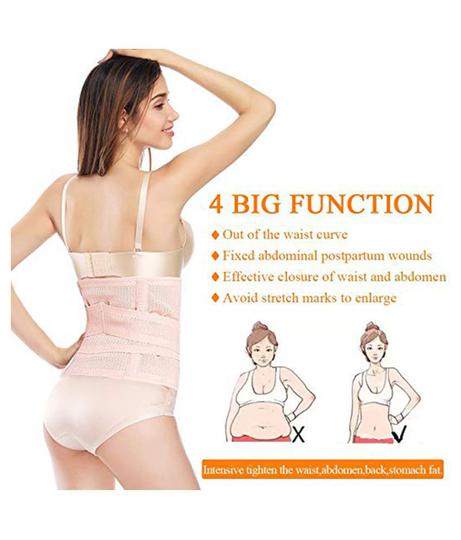 4 BIG FUNCTION
Out of the waist curve
Fixed abdominal postpartum wounds
Effective closure of waist and abdomen
Avoid stretch marks to enlarge
X
Intensive tighten the waist,abdomen,back,stomach fat.